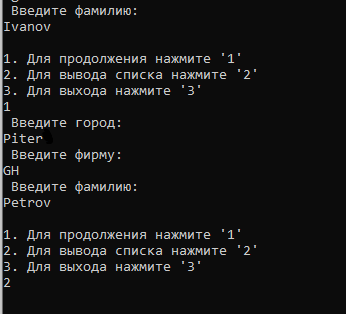 Введите фамилию:
Ivanov
1. Для продолжения нажмите '1'
2. Для вывода списка нажмите '2'
3. Для выхода нажмите '3'
1
Введите город:
Piter
Введите фирму:
GH
Введите фамилию:
Petrov
1. Для продолжения нажмите '1'
2. Для вывода списка нажмите '2'
3. Для выхода нажмите '3'
2